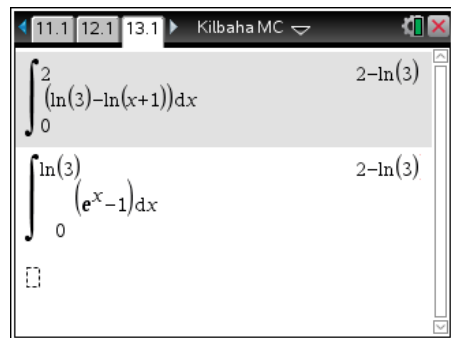 11.1 12.1 13.1 Kilbaha MC
∫₀² (ln(3)−ln(x+1))dx 2−ln(3)
∫₀^ln(3) (eˣ−1)dx 2−ln(3)